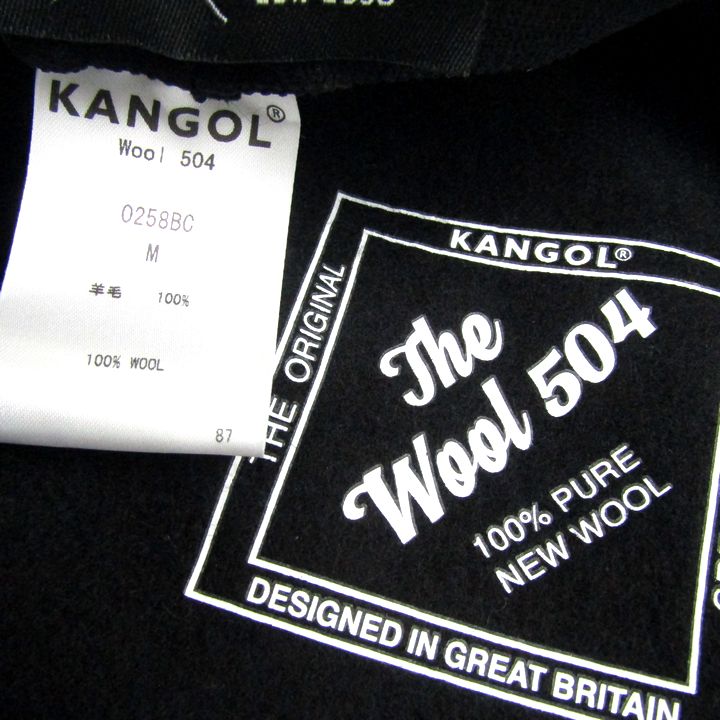 KANGOL®
Wool 504
0258BC
M
羊毛 100%
100% WOOL
87
KANGOL®
THE ORIGINAL
The
Wool 504
100% PURE
NEW WOOL
DESIGNED IN GREAT BRITAIN